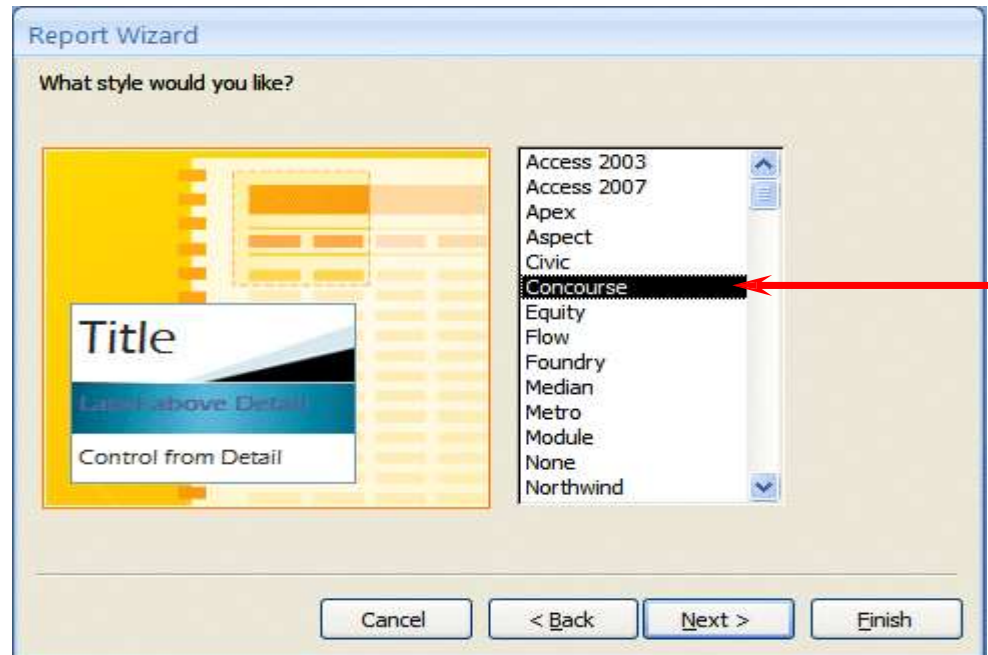 Report Wizard
What style would you like?
Title
Label above Detail
Control from Detail
Access 2003
Access 2007
Apex
Aspect
Civic
Concourse
Equity
Flow
Foundry
Median
Metro
Module
None
Northwind
Cancel
< Back
Next >
Finish